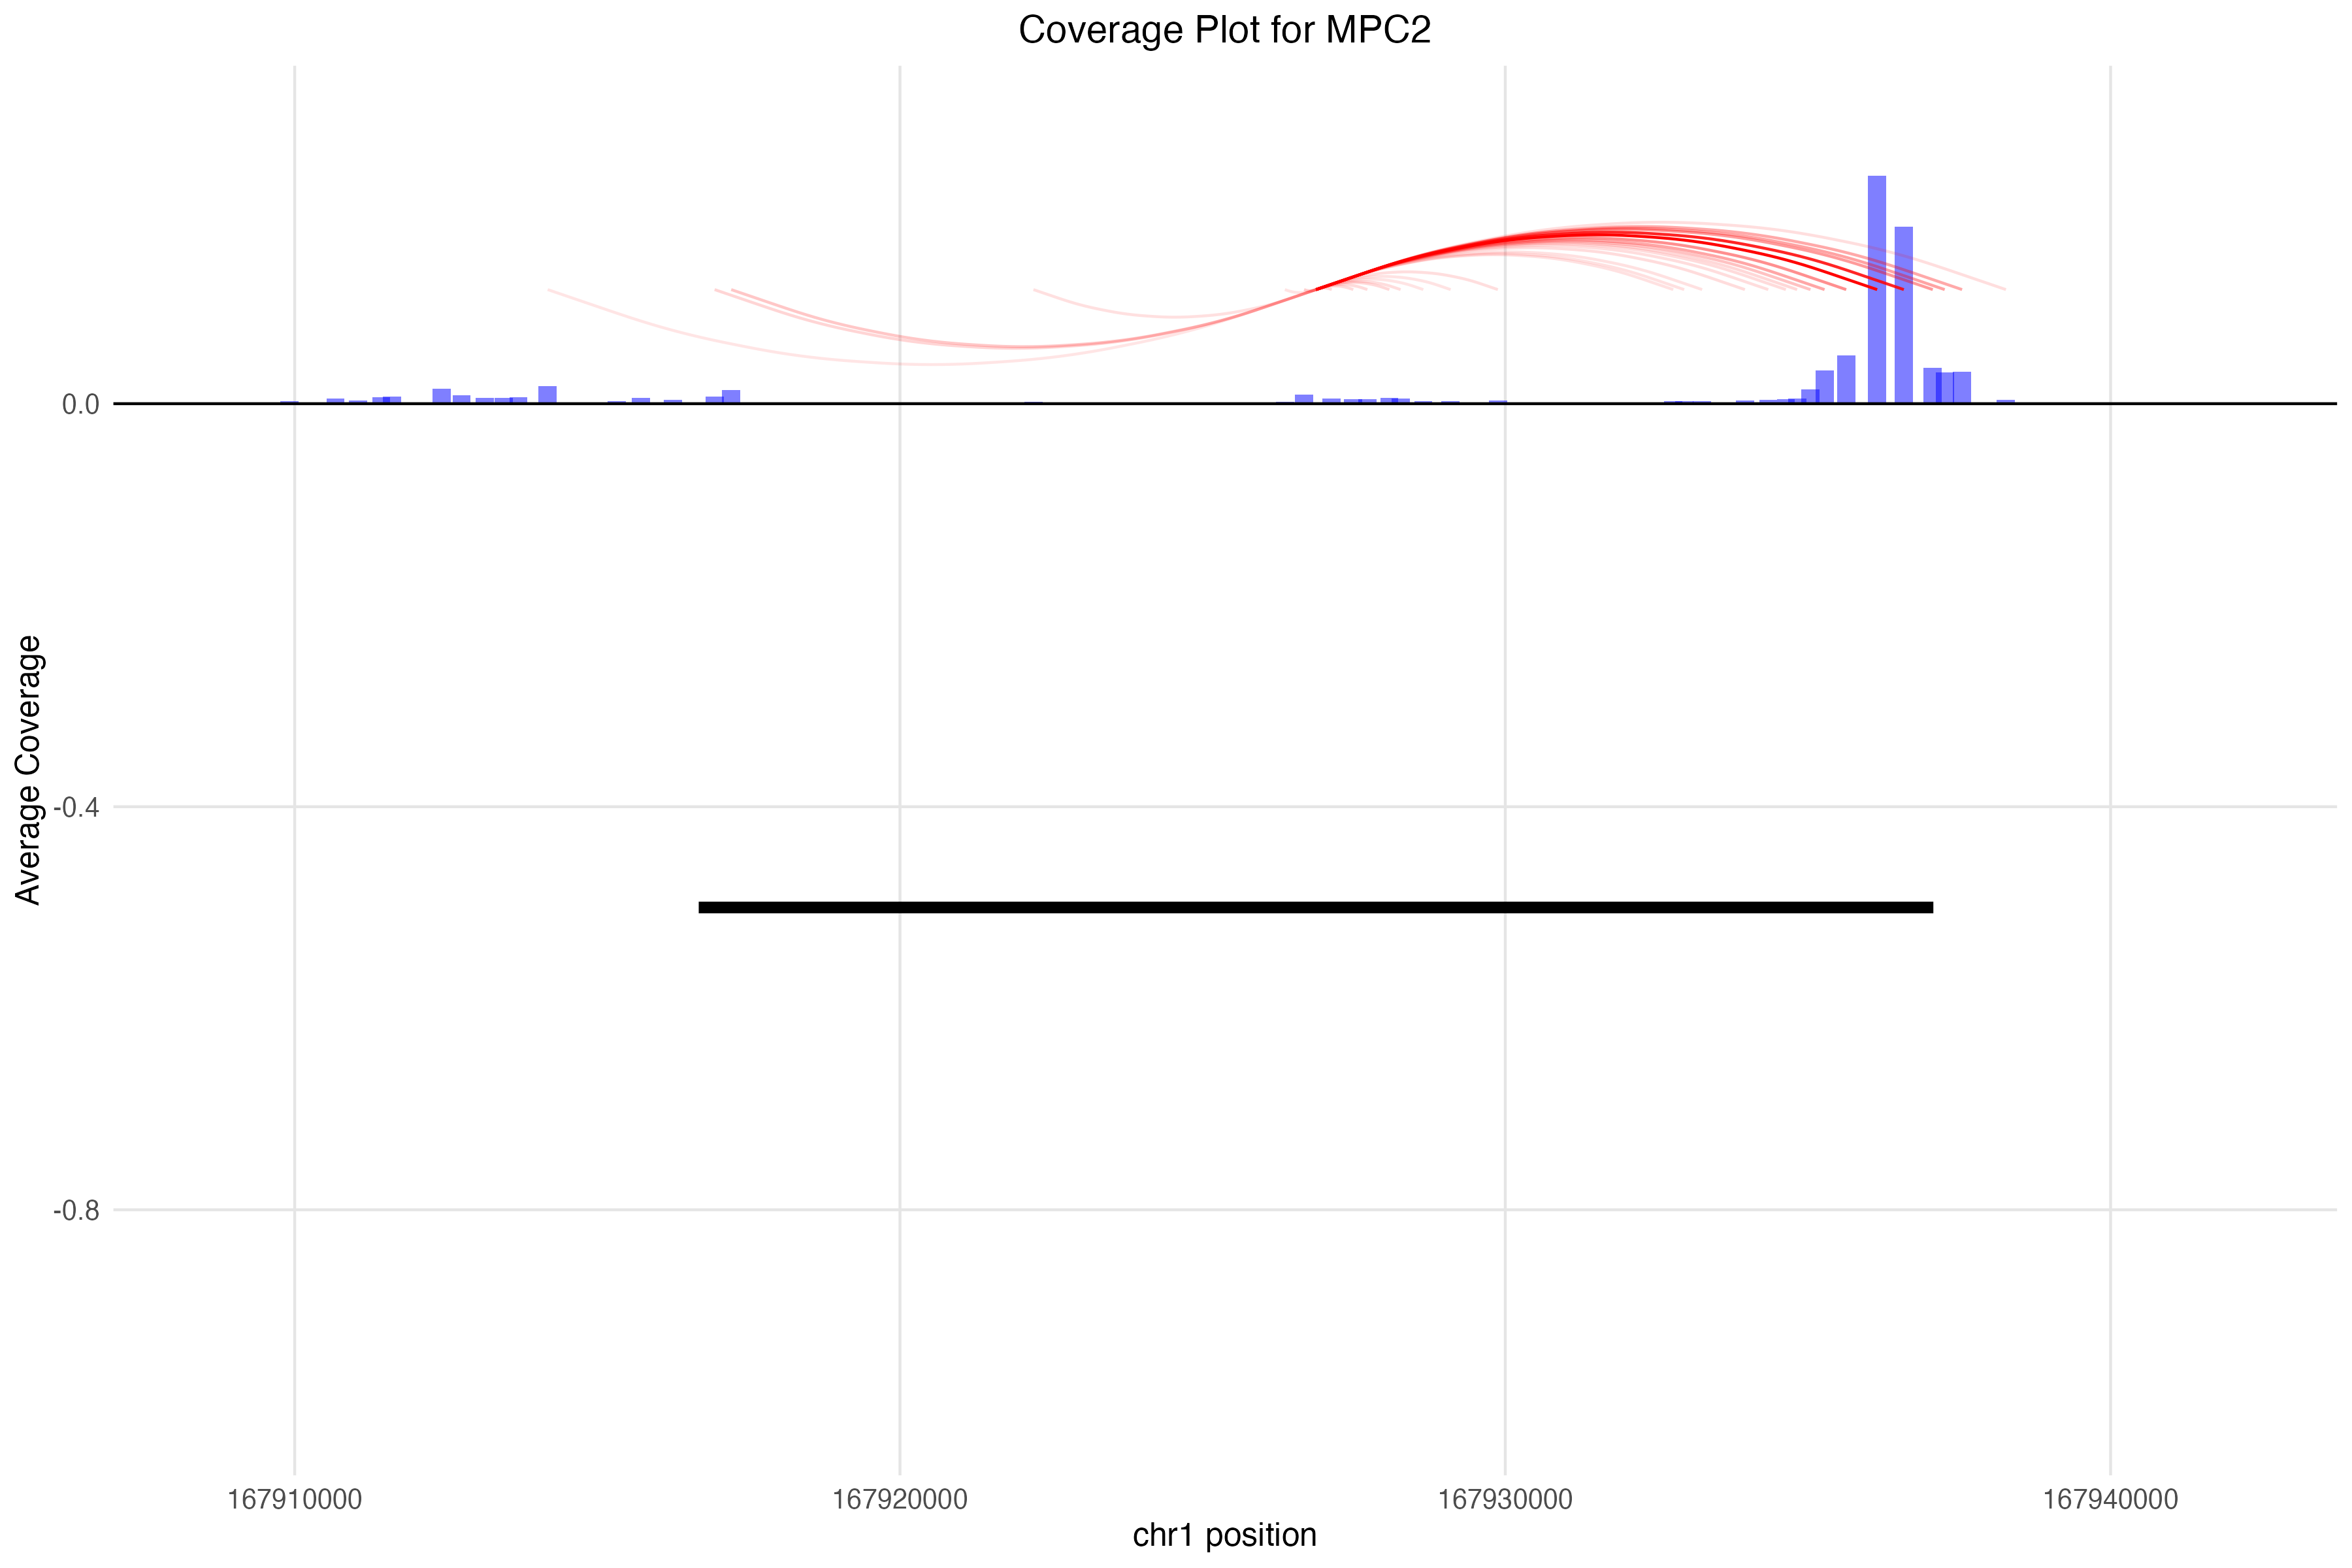 Coverage Plot for MPC2
Average Coverage
0.0
-0.4
-0.8
167910000
167920000
167930000
167940000
chr1 position